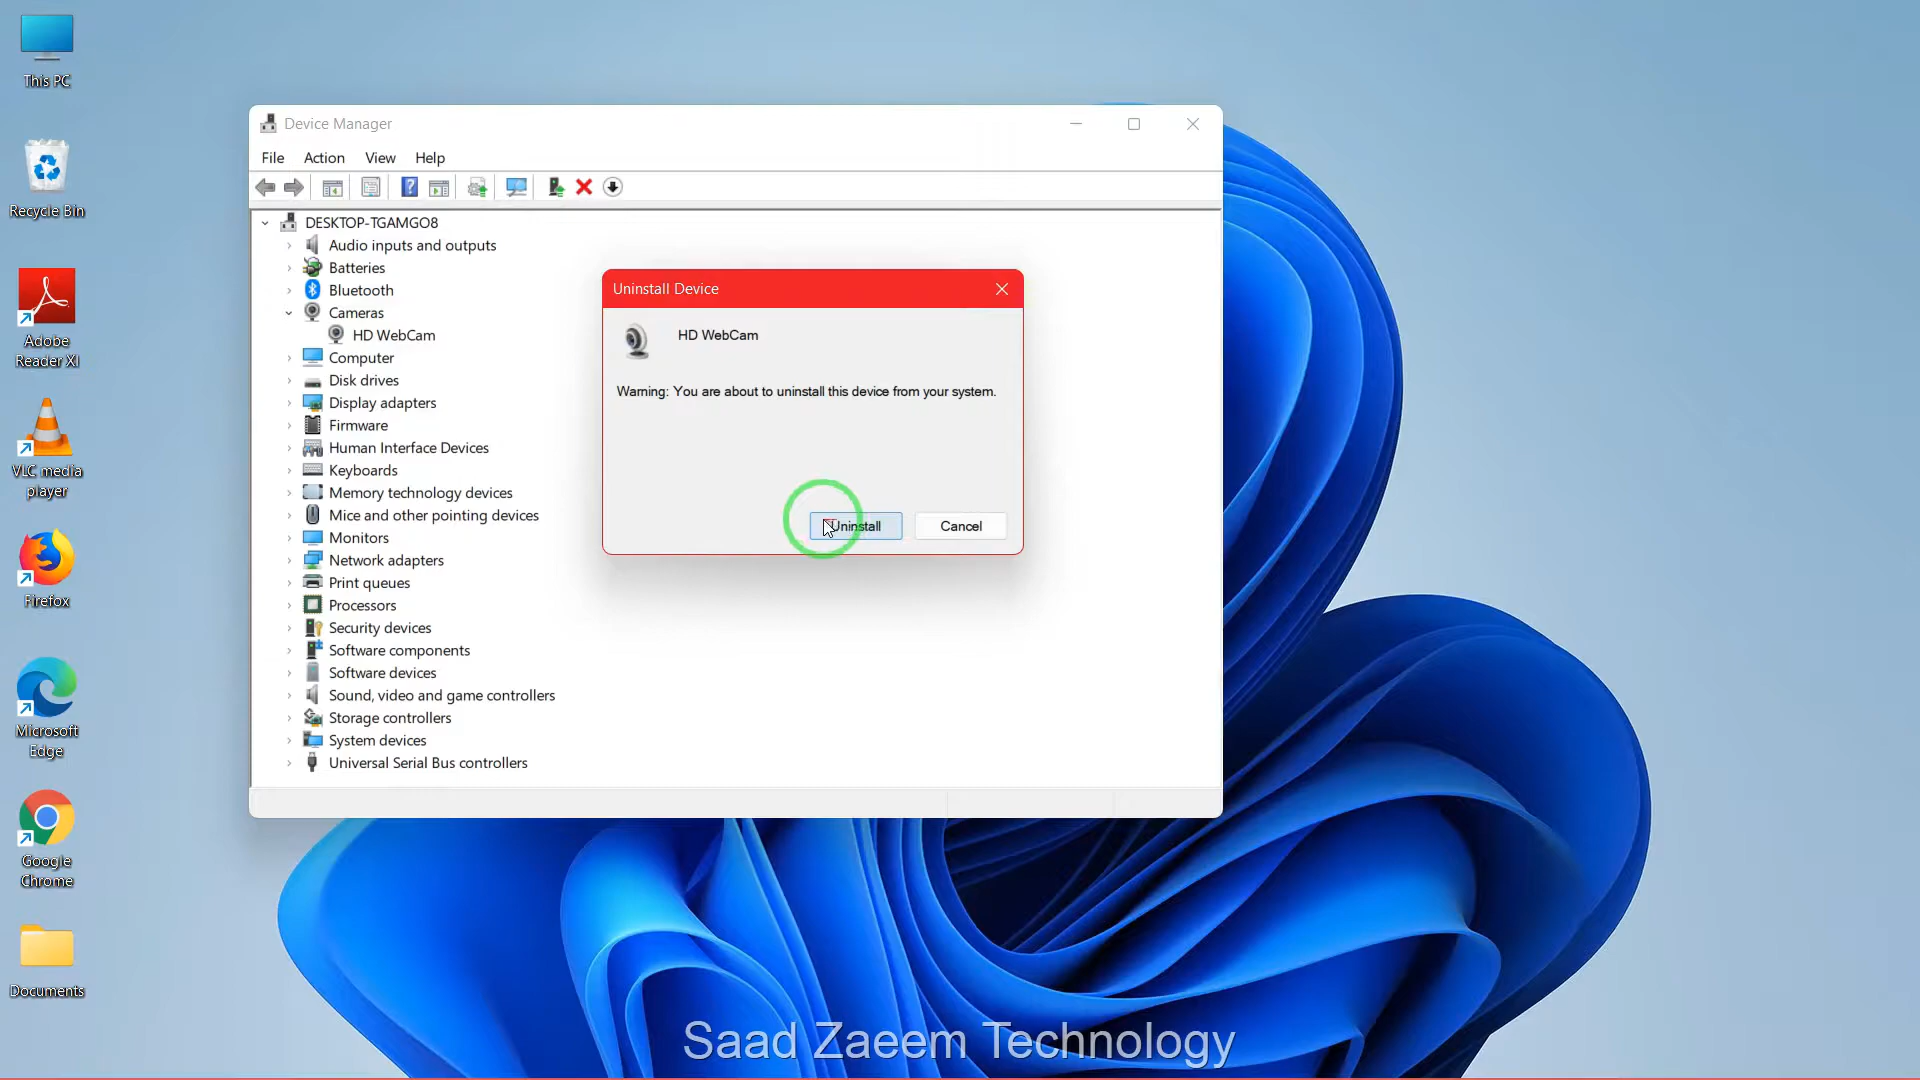 This PC
Recycle Bin
Adobe
Reader XI
VLC media
player
Firefox
Microsoft
Edge
Google
Chrome
Documents
Device Manager
File Action View Help
DESKTOP-TGAMGO8
Audio inputs and outputs
Batteries
Bluetooth
Cameras
HD WebCam
Computer
Disk drives
Display adapters
Firmware
Human Interface Devices
Keyboards
Memory technology devices
Mice and other pointing devices
Monitors
Network adapters
Print queues
Processors
Security devices
Software components
Software devices
Sound, video and game controllers
Storage controllers
System devices
Universal Serial Bus controllers
Uninstall Device
HD WebCam
Warning: You are about to uninstall this device from your system.
Uninstall Cancel
Saad Zaeem Technology